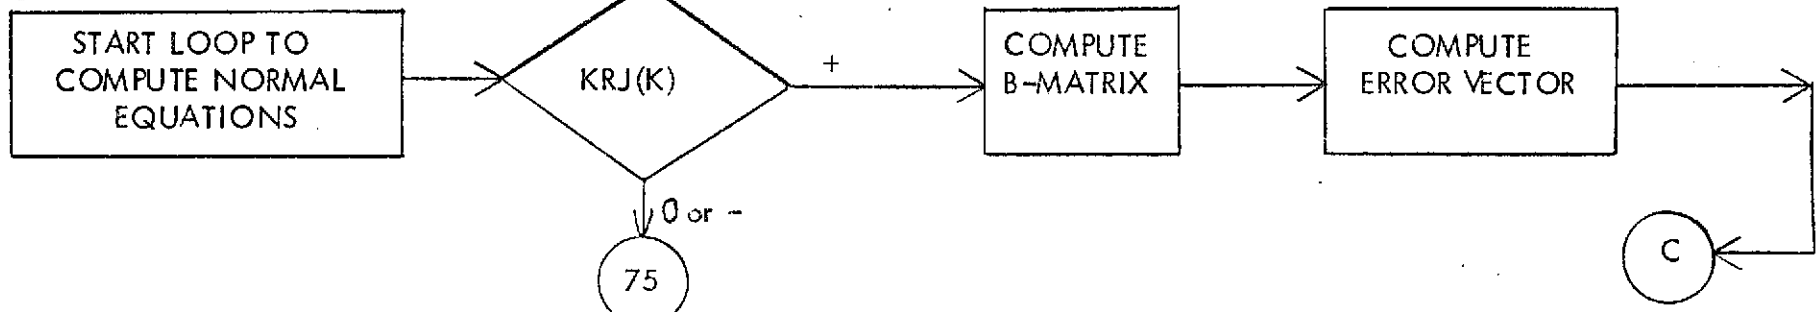 START LOOP TO
COMPUTE NORMAL
EQUATIONS
KRJ(K)
+
COMPUTE
B-MATRIX
COMPUTE
ERROR VECTOR
0 or -
75
C